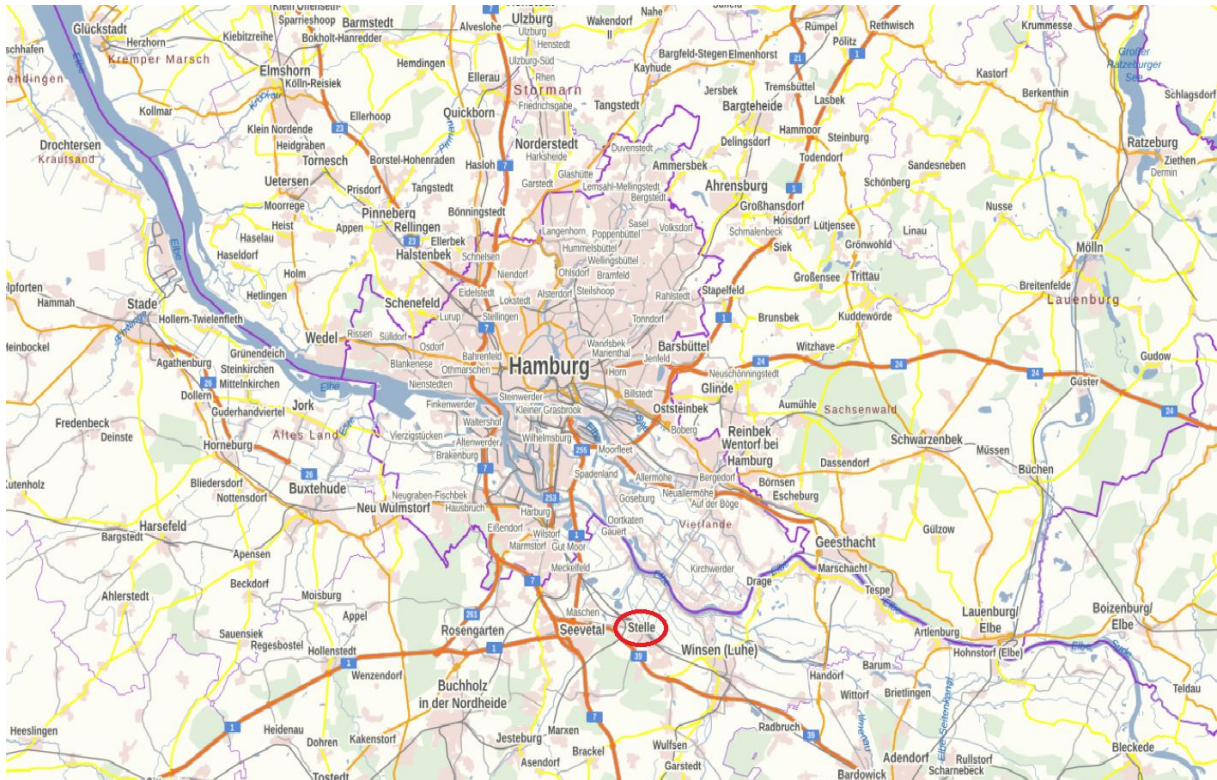 Glückstadt
Herzhorn
Kremper Marsch
Sparrieshoop
Kiebitzreihe
Bokholt-Hanredder
Barmstedt
Alveslohe
Ulzburg
Ulzburg
Henstedt
Nahe
Wakendorf
II
Rümpel
Rethwisch
Krummesse
Pölitz
Großer
Ratzeburger
See
Elmshorn
Kölln-Reisiek
Hemdingen
Ellerau
Ulzburg-Süd
Rhen
Stormarn
Friedrichsgabe
Kayhude
Bargfeld-Stegen
Elmenhorst
Jersbek
Tremsbüttel
Bargteheide
Lasbek
Kastorf
Berkenthin
Schlagsdorf
Kollmar
Krückau
Ellerhoop
Quickborn
Tangstedt
Hammoor
Steinburg
Drochtersen
Krautsand
Klein Nordende
Heidgraben
Tornesch
Borstel-Hohenraden
Hasloh
Norderstedt
Harksheide
Glashütte
Garstedt
Duvenstedt
Lemsahl-Mellingstedt
Bergstedt
Ammersbek
Delingsdorf
Todendorf
Sandesneben
Ratzeburg
Ziethen
Dermin
Uetersen
Moorrege
Prisdorf
Tangstedt
Pinneberg
Bönningstedt
Ahrensburg
Großhansdorf
Schönberg
Nusse
Heist
Appen
Rellingen
Ellerbek
Halstenbek
Schnelsen
Langenhorn
Sasel
Poppenbüttel
Volksdorf
Hummelsbüttel
Wellingsbüttel
Schmalenbeck
Hoisdorf
Siek
Lütjensee
Linau
Grönwohld
Mölln
Haselau
Haseldorf
Holm
Elbe
Hetlingen
Niendorf
Ohlsdorf
Bramfeld
Alsterdorf
Steilshoop
Rahlstedt
Stapelfeld
Großensee
Trittau
Breitenfelde
Lauenburg
Hammah
Stade
Hollern-Twielenfleth
Schenefeld
Eidelstedt
Lokstedt
Stellingen
Lurup
Tonndorf
Brunsbek
Kuddewörde
Wedel
Rissen
Sülldorf
Osdorf
Blankenese
Bahrenfeld
Othmarschen
Nienstedten
Hamburg
Wandsbek
Marienthal
Jenfeld
Horn
Barsbüttel
Witzhave
Gudow
Agathenburg
Dollern
Grünendeich
Steinkirchen
Mittelnkirchen
Elbe
Finkenwerder
Steinwerder
Kleiner Grasbrook
Billstedt
Neuschönningstedt
Glinde
Güster
Guderhandviertel
Jork
Altes Land
Waltershof
Wilhelmsburg
Elbe
Moorfleet
Oststeinbek
Boberg
Aumühle
Sachsenwald
Fredenbeck
Deinste
Horneburg
Vierzigstücken
Altenwerder
Brakenburg
Spadenland
Allermöhe
Reinbek
Wentorf bei
Hamburg
Bergedorf
Schwarzenbek
Müssen
Dassendorf
Büchen
Bliedersdorf
Nottensdorf
Buxtehude
Neugraben-Fischbek
Hausbruch
Neu Wulmstorf
Harburg
Goseburg
Neuallermöhe
Auf der Böge
Börnsen
Escheburg
Kutenholz
Harsefeld
Bargstedt
Eißendorf
Wilstorf
Marmstorf
Gut Moor
Oortkaten
Gauert
Vierlande
Gülzow
Apensen
Beckdorf
Meckelfeld
Kirchwerder
Elbe
Geesthacht
Marschacht
Drage
Elbe
Tespe
Elbe
Ahlerstedt
Moisburg
Appel
Maschen
Lauenburg/
Elbe
Boizenburg/
Elbe
Sauensiek
Regesbostel
Hollenstedt
Rosengarten
Seevetal
Stelle
Artlenburg
Hohnstorf (Elbe)
Elbe
Wenzendorf
Winsen (Luhe)
Barum
Handorf
Wittorf
Brietlingen
Teldau
Buchholz
in der Nordheide
Elbe-Seitenkanal
Ilmenau
Heeslingen
Heidenau
Dohren
Kakenstorf
Jesteburg
Marxen
Brackel
Wulfsen
Radbruch
Adendorf
Rullstorf
Scharnebeck
Bleckede
Tostedt
Asendorf
Garstedt
Bardowick